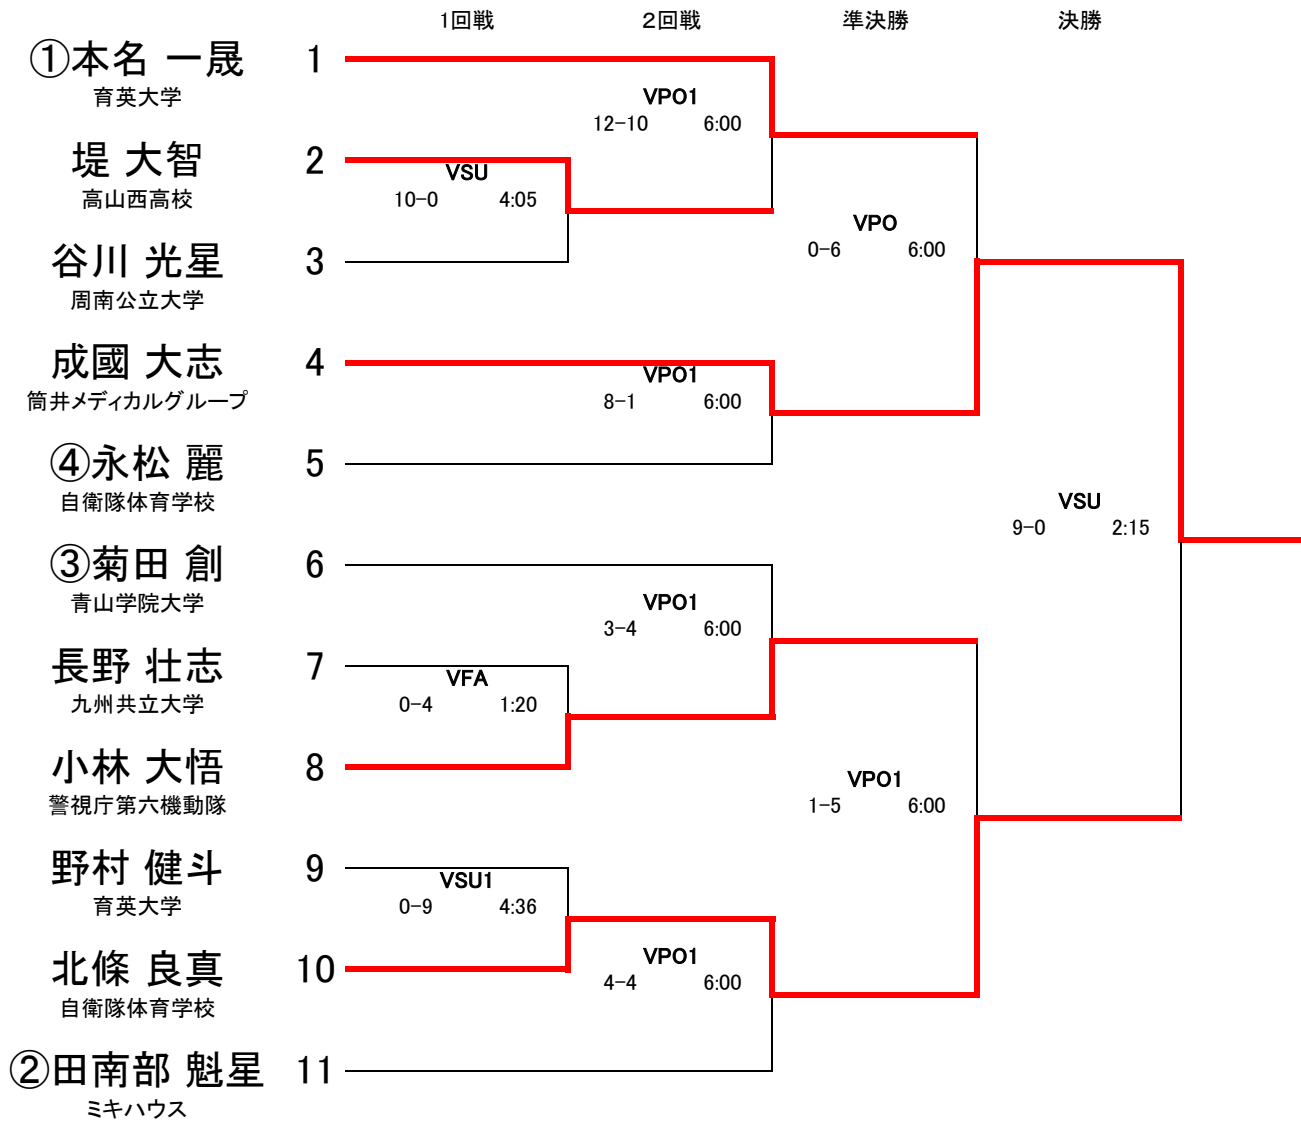 1回戦 2回戦 準決勝 決勝
①本名 一晟 1
育英大学
VPO1
12-10 6:00
堤 大智 2
高山西高校
VSU
10-0 4:05
谷川 光星 3
周南公立大学
VPO
0-6 6:00
成國 大志 4
筒井メディカルグループ
VPO1
8-1 6:00
④永松 麗 5
自衛隊体育学校
VSU
9-0 2:15
③菊田 創 6
青山学院大学
VPO1
3-4 6:00
長野 壮志 7
九州共立大学
VFA
0-4 1:20
小林 大悟 8
警視庁第六機動隊
VPO1
1-5 6:00
野村 健斗 9
育英大学
VSU1
0-9 4:36
北條 良真 10
自衛隊体育学校
VPO1
4-4 6:00
②田南部 魁星 11
ミキハウス